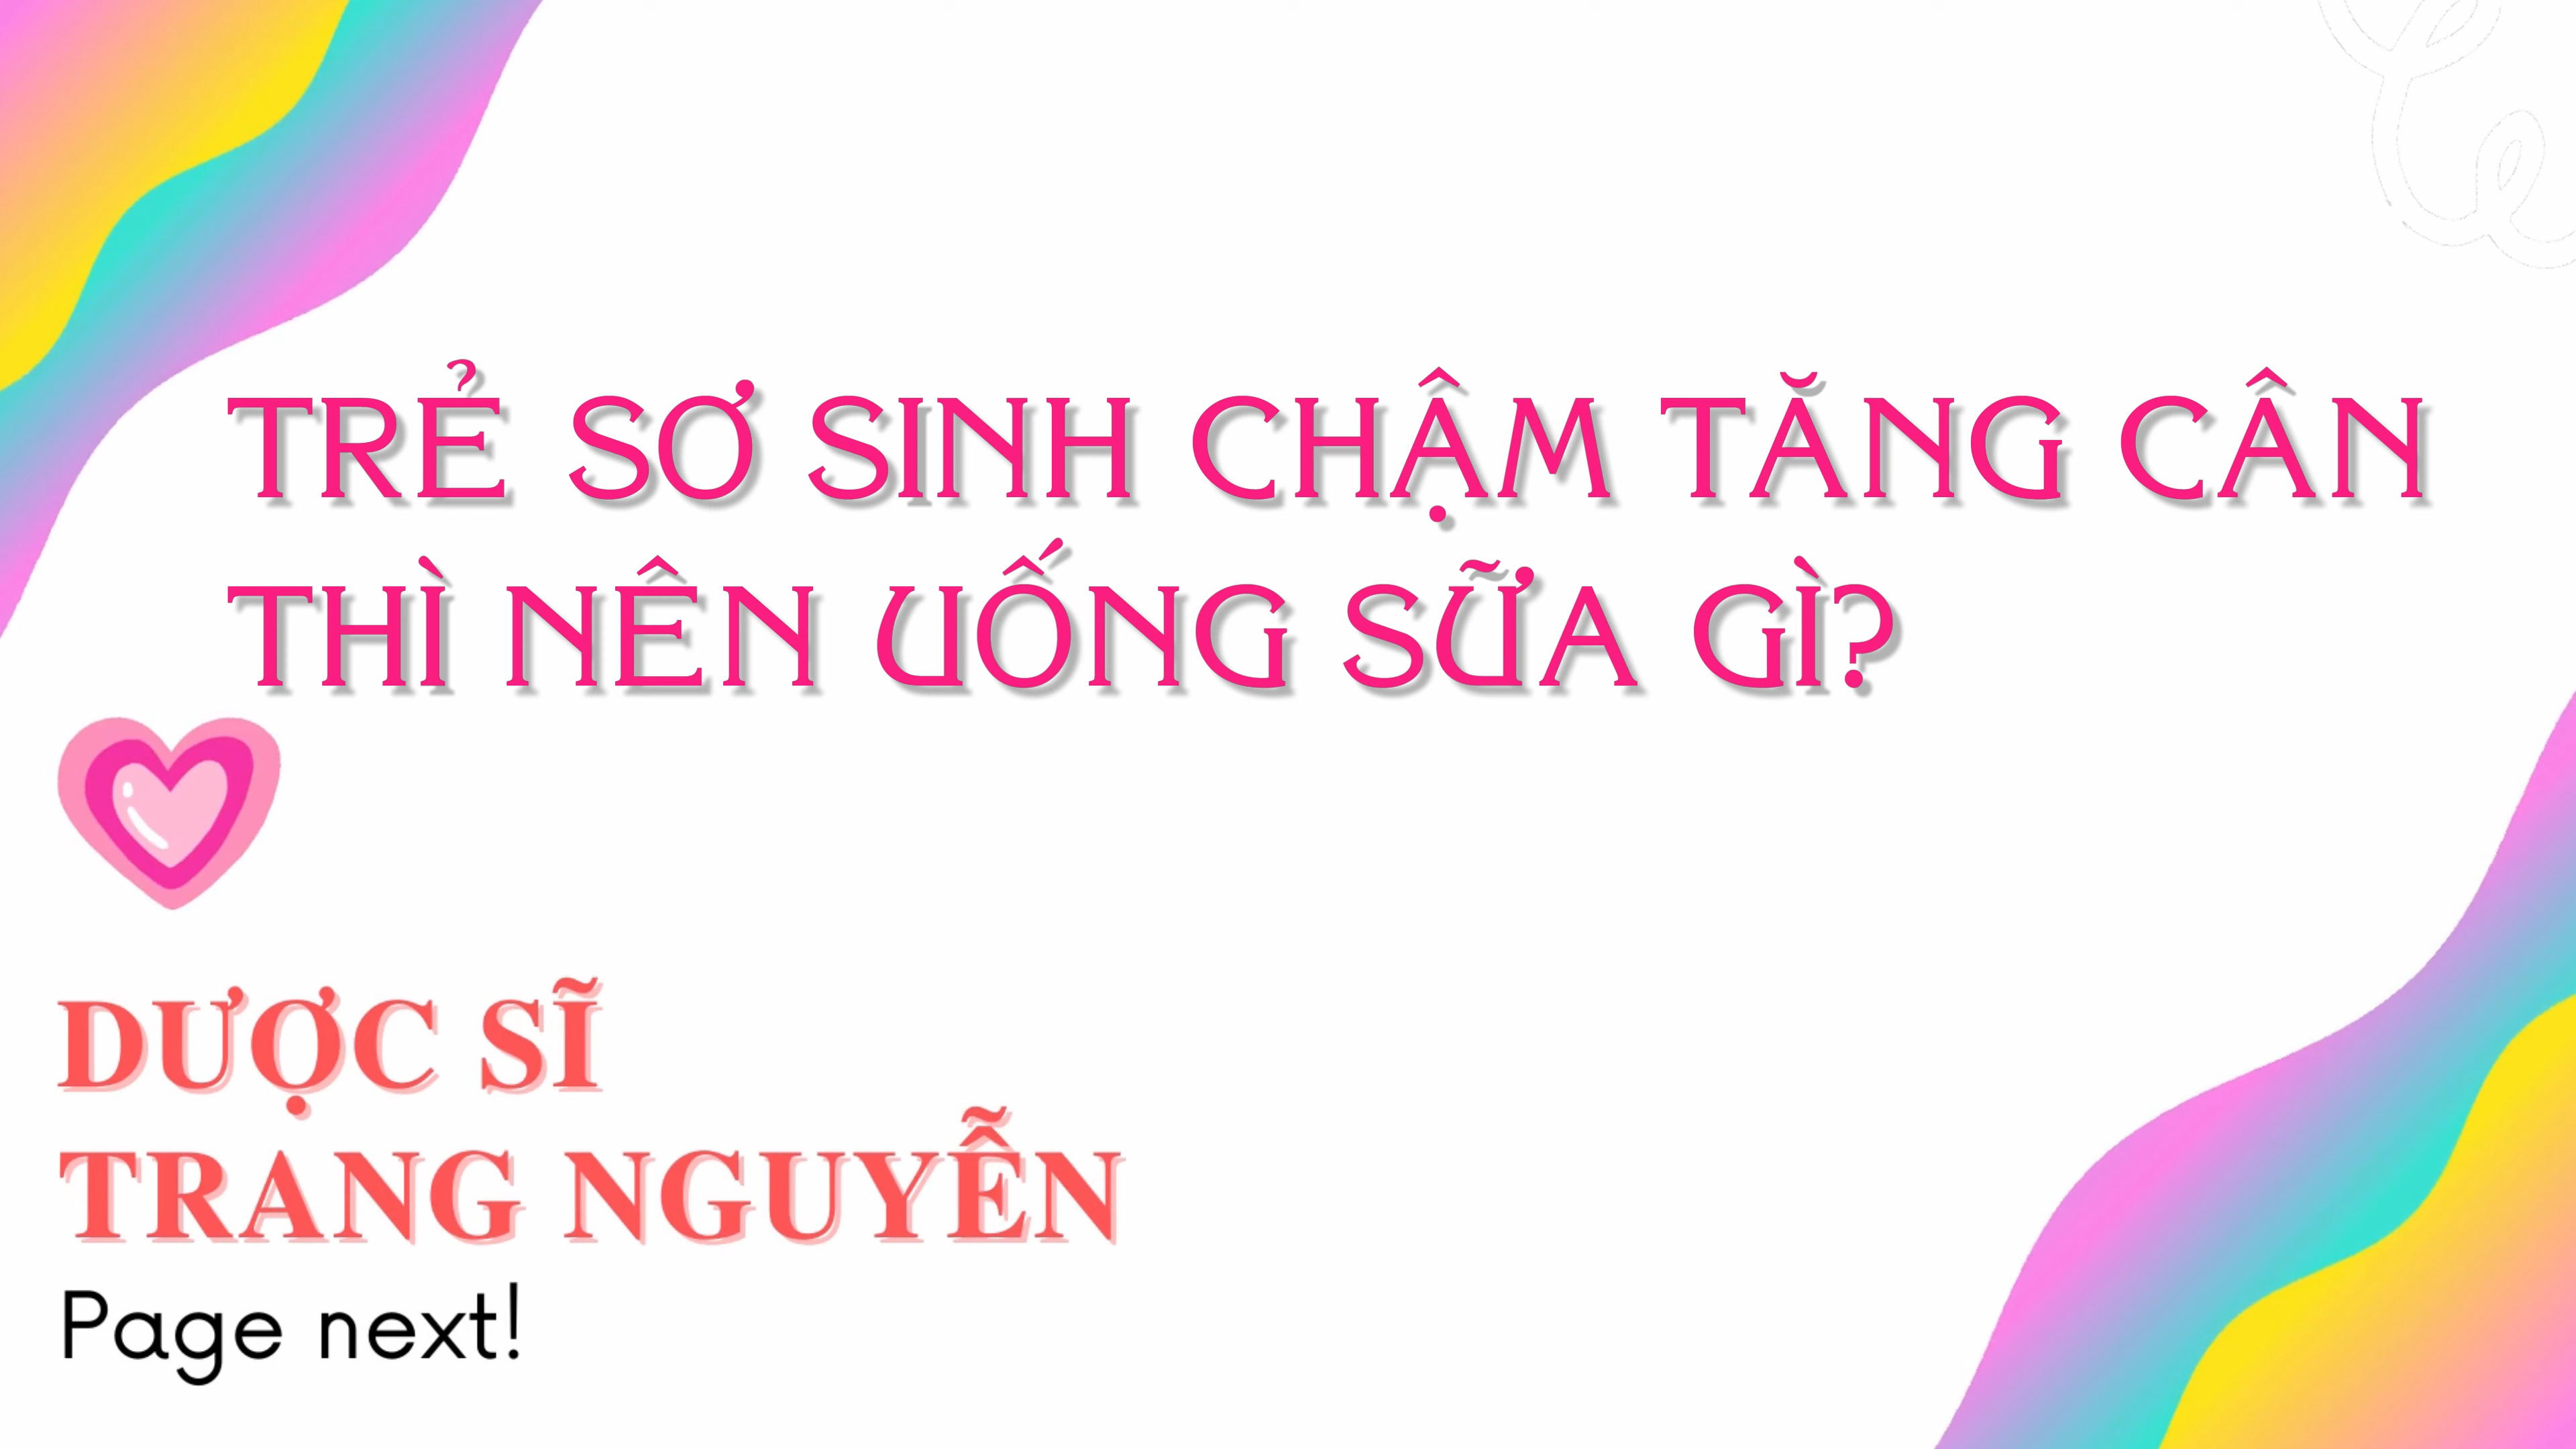 TRẺ SƠ SINH CHẬM TĂNG CÂN
THÌ NÊN UỐNG SỮA GÌ?
DƯỢC SĨ
TRANG NGUYỄN
Page next!